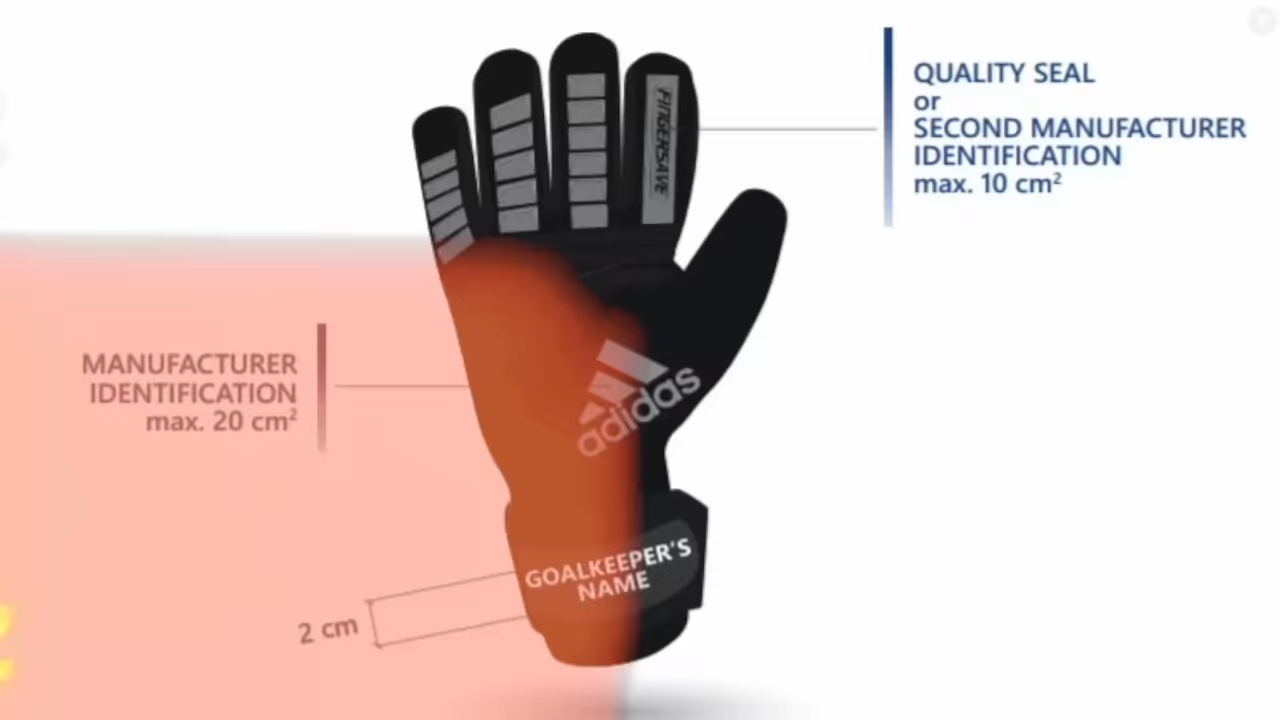 FINGERSAVE
QUALITY SEAL
or
SECOND MANUFACTURER
IDENTIFICATION
max. 10 cm²
MANUFACTURER
IDENTIFICATION
max. 20 cm²
adidas
GOALKEEPER'S
NAME
2 cm